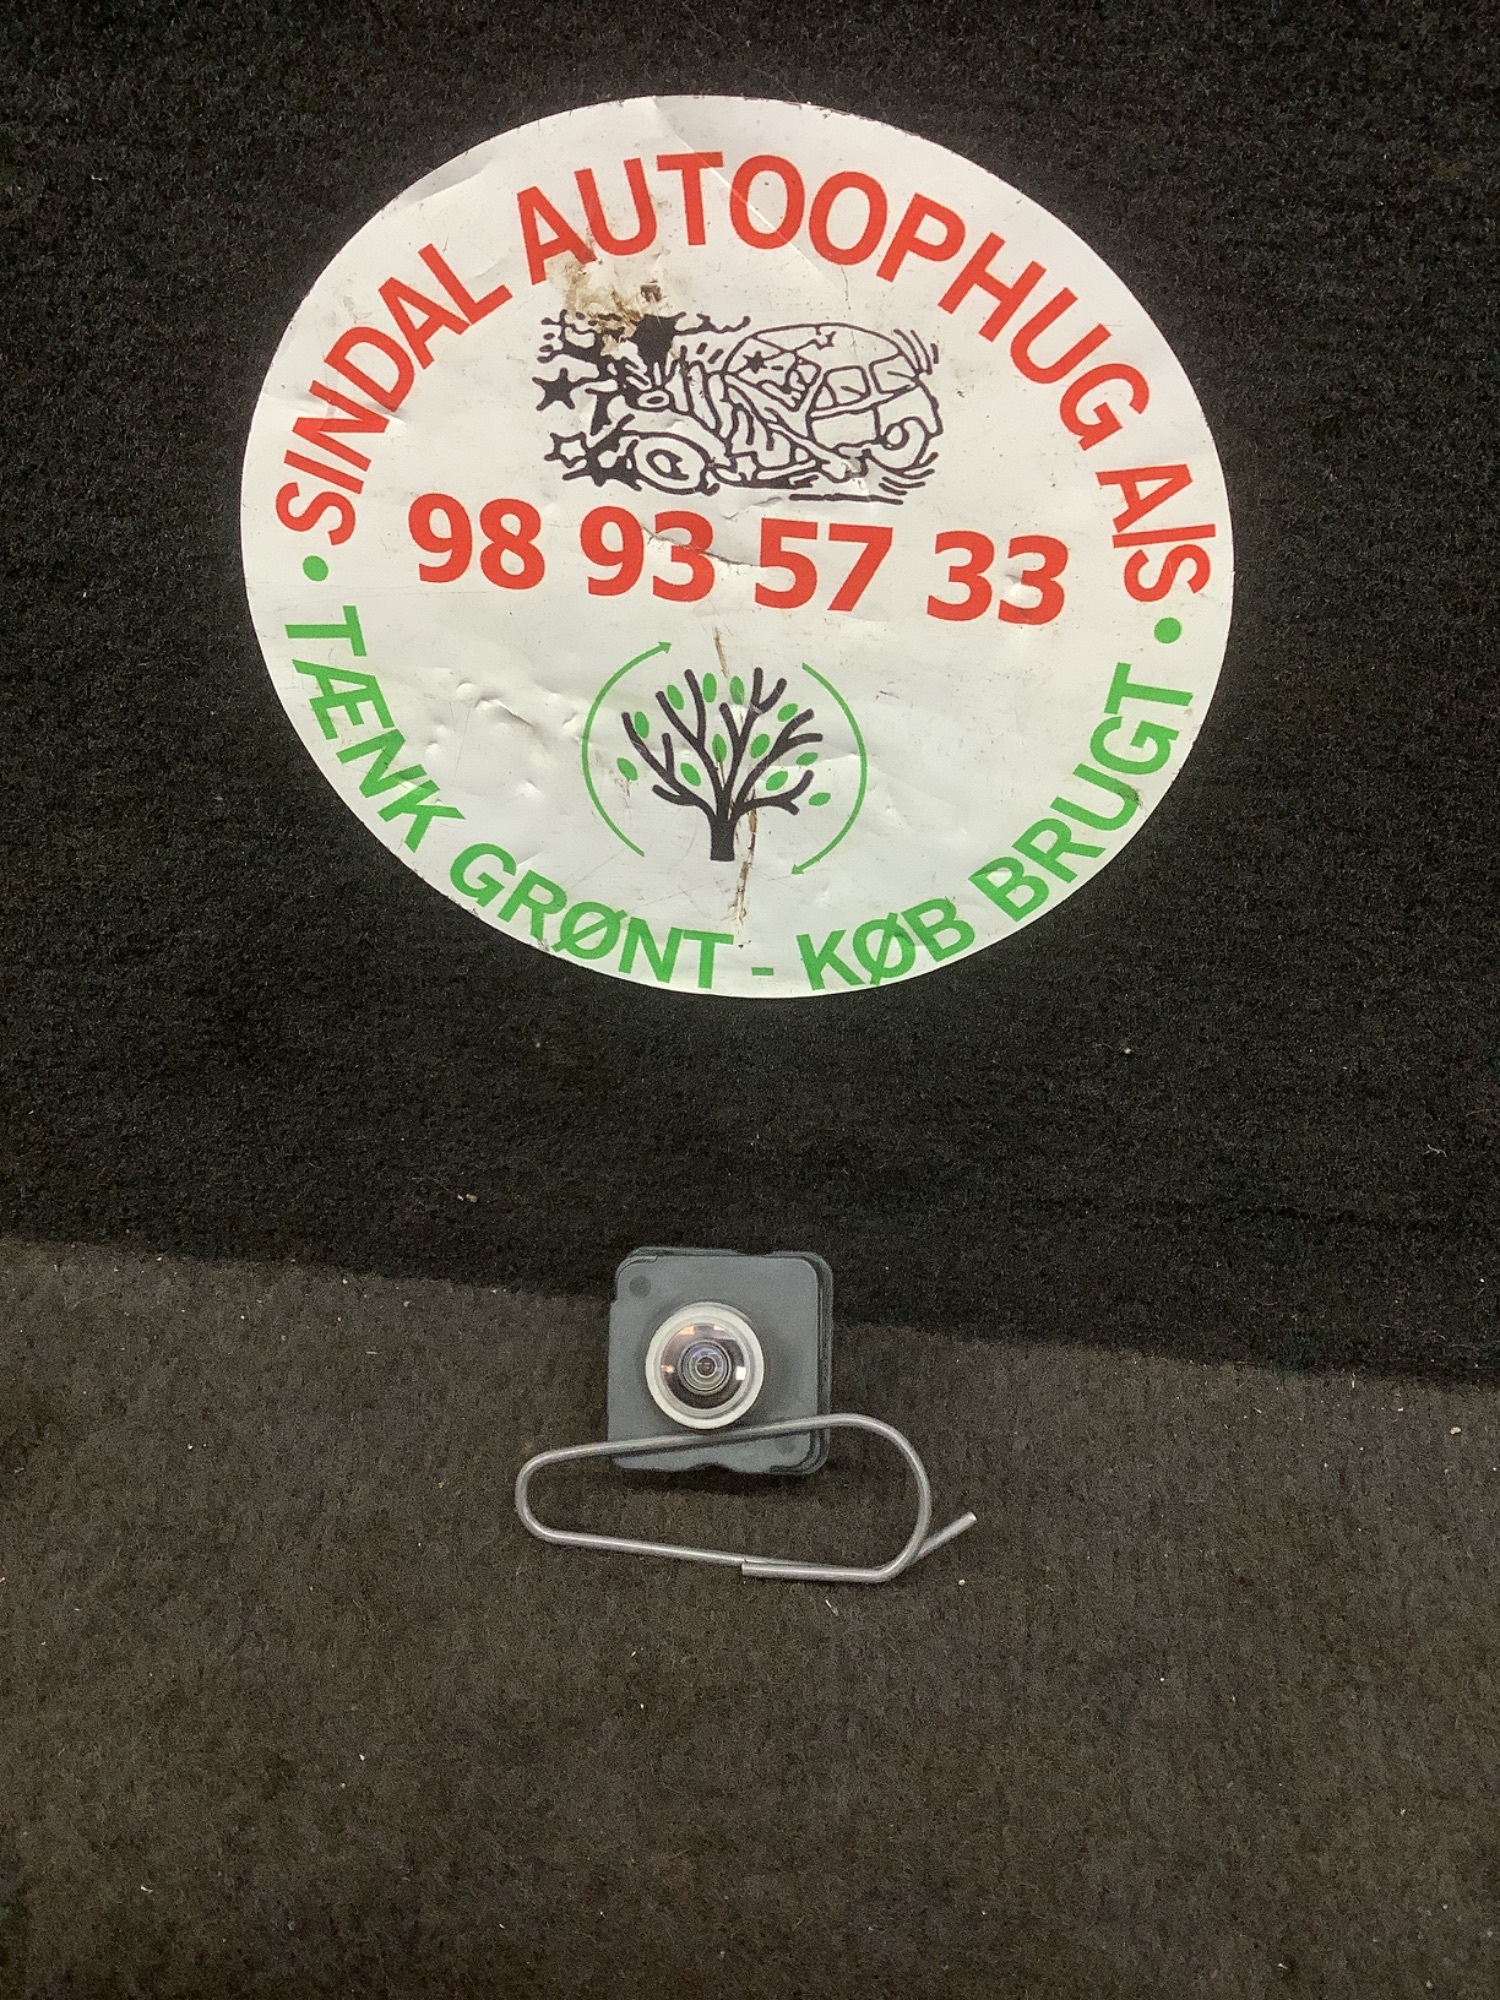 SINDAL AUTOOPHUG A/S
98 93 57 33
• TÆNK GRØNT - KØB BRUGT •